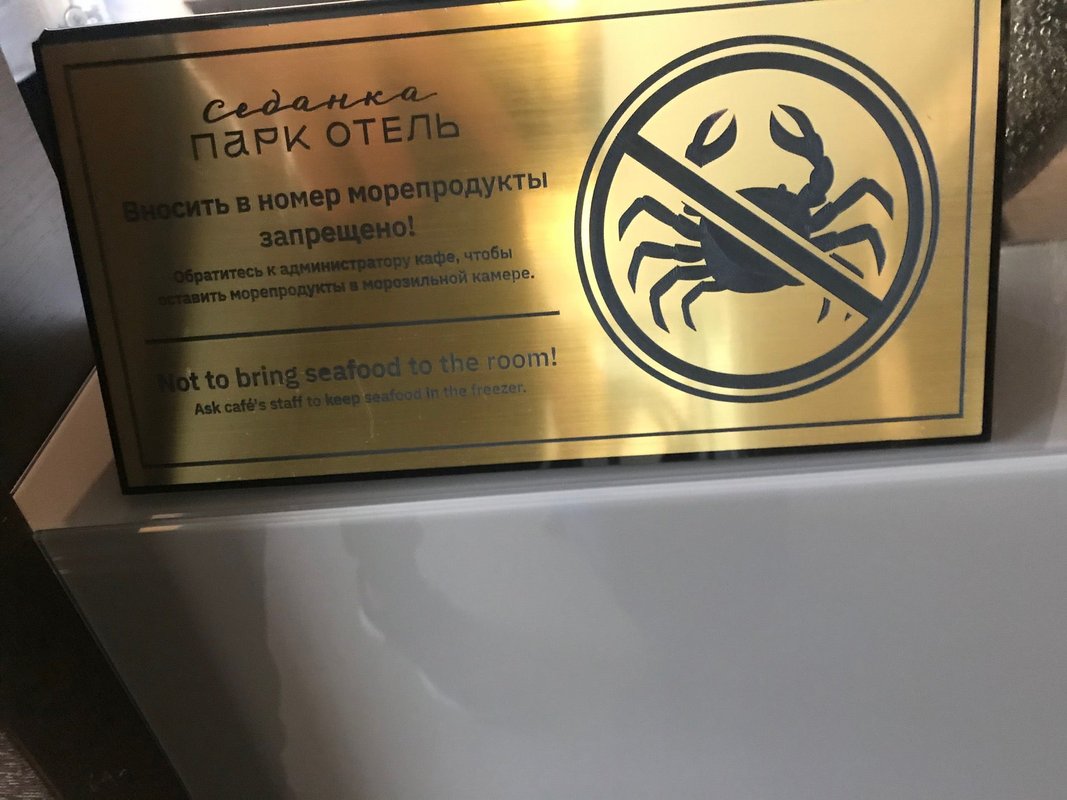 Седанка
ПАРК ОТЕЛЬ
Вносить в номер морепродукты
запрещено!
Обратитесь к администратору кафе, чтобы
оставить морепродукты в морозильной камере.
Not to bring seafood to the room!
Ask café's staff to keep seafood in the freezer.